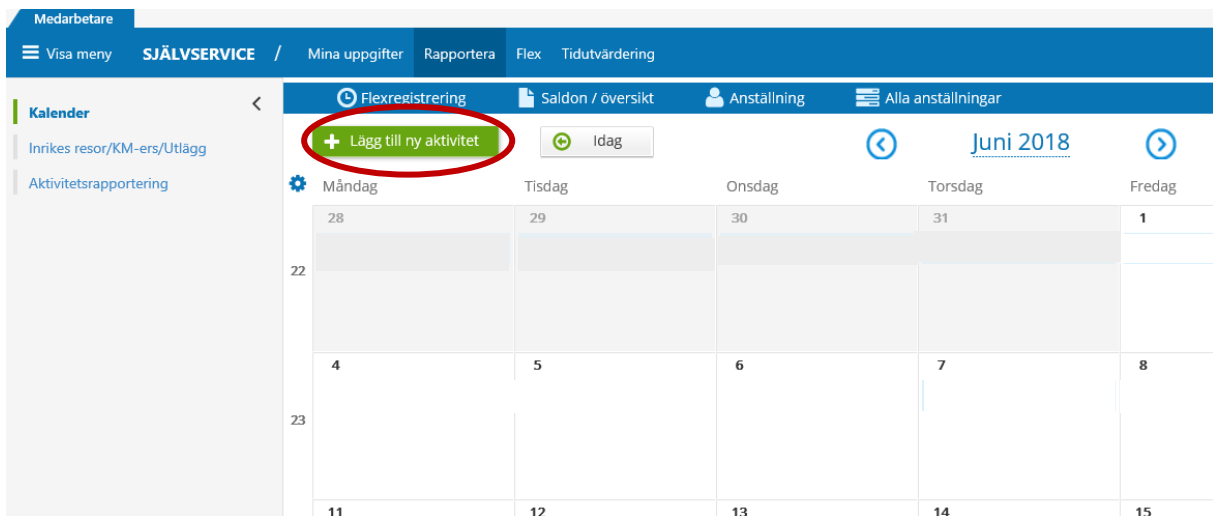 Medarbetare
Visa meny SJÄLVSERVICE / Mina uppgifter Rapportera Flex Tidutvärdering
Kalender
Inrikes resor/KM-ers/Utlägg
Aktivitetsrapportering
Flexregistrering Saldon / översikt Anställning Alla anställningar
+ Lägg till ny aktivitet Idag Juni 2018
Måndag Tisdag Onsdag Torsdag Fredag
28 29 30 31 1
22
4 5 6 7 8
23
11 12 13 14 15